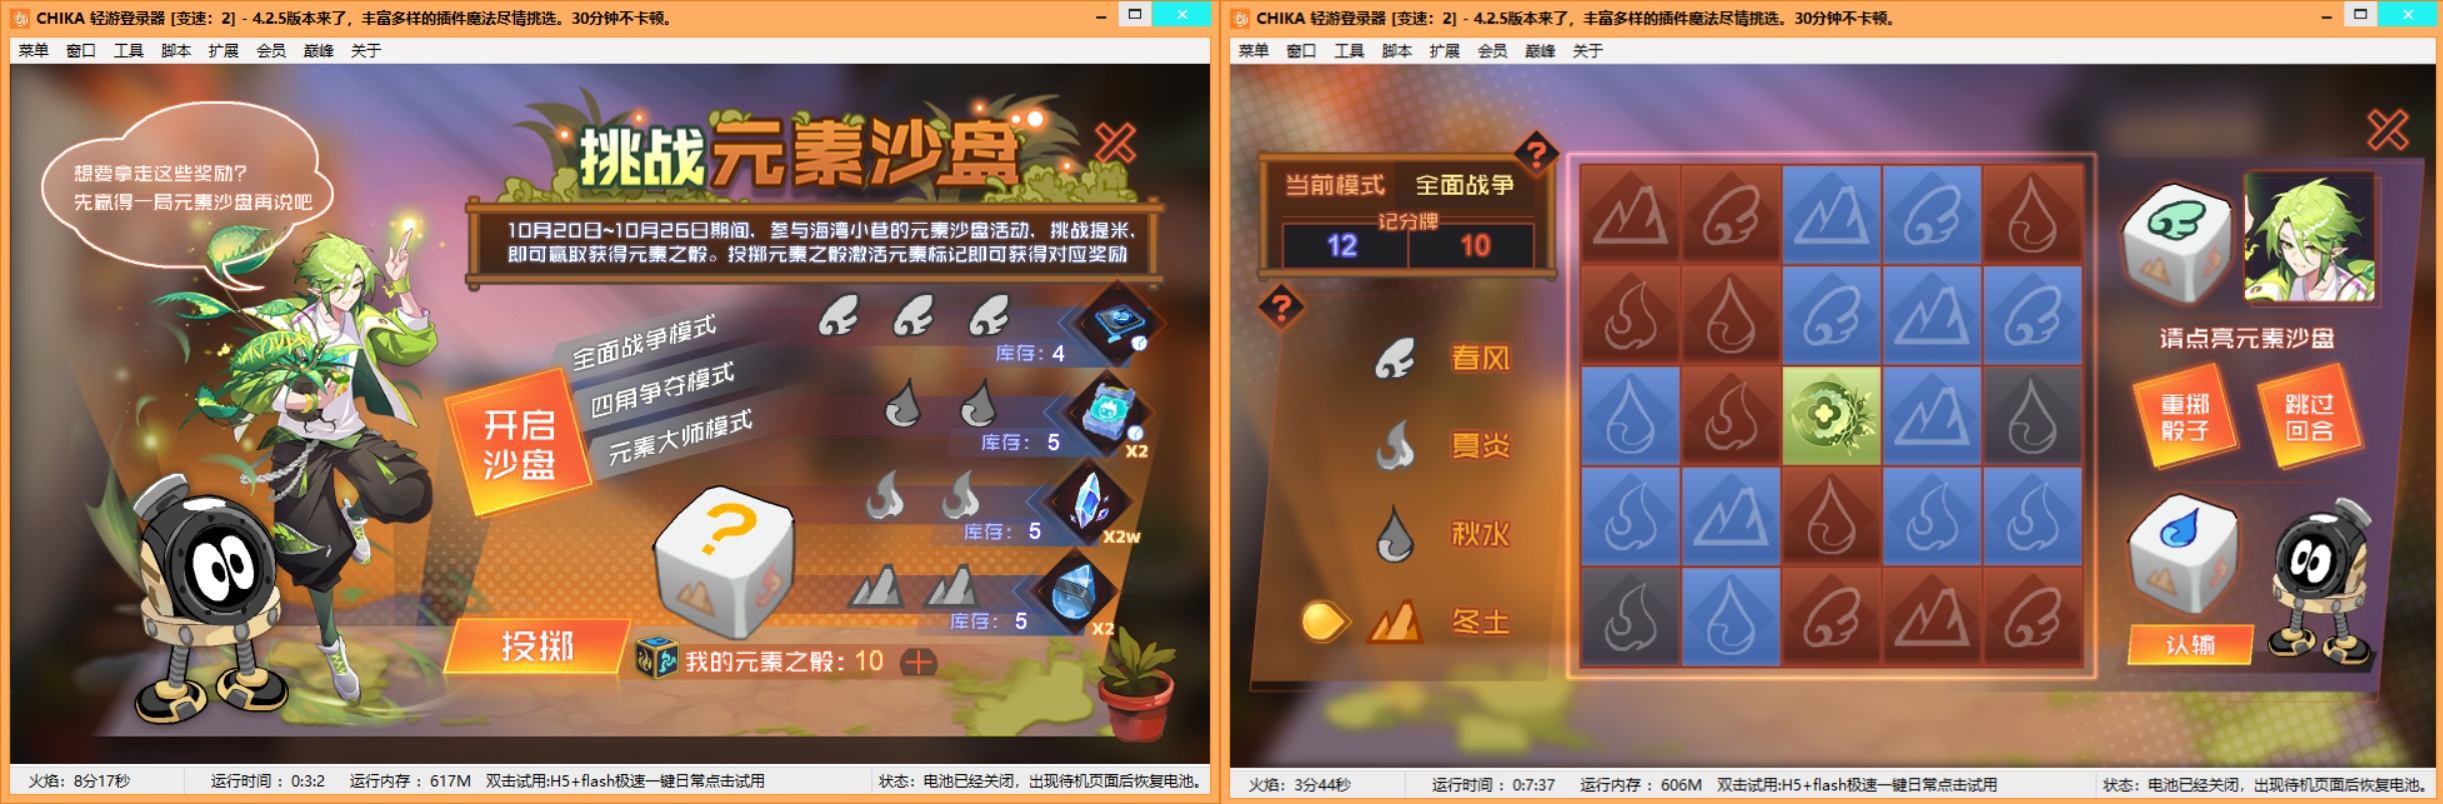 CHIKA 轻游登录器 [变速：2] - 4.2.5版本来了，丰富多样的插件魔法尽情挑选。30分钟不卡顿。
菜单 窗口 工具 脚本 扩展 会员 巅峰 关于
想要拿走这些奖励？
先赢得一局元素沙盘再说吧
挑战元素沙盘
10月20日~10月26日期间，参与海湾小巷的元素沙盘活动，挑战提米，
即可赢取获得元素之骰。投掷元素之骰激活元素标记即可获得对应奖励
全面战争模式
四角争夺模式
元素大师模式
开启
沙盘
库存：4
库存：5
X2
库存：5
X2w
库存：5
X2
?
投掷
我的元素之骰：10
火焰：8分17秒
运行时间：0:3:2
运行内存：617M
双击试用:H5+flash极速一键日常点击试用
状态：电池已经关闭，出现待机页面后恢复电池。
CHIKA 轻游登录器 [变速：2] - 4.2.5版本来了，丰富多样的插件魔法尽情挑选。30分钟不卡顿。
菜单 窗口 工具 脚本 扩展 会员 巅峰 关于
?
当前模式 全面战争
记分牌
12 10
?
春风
夏炎
秋水
冬土
请点亮元素沙盘
重掷
骰子
跳过
回合
认输
火焰：3分44秒
运行时间：0:7:37
运行内存：606M
双击试用:H5+flash极速一键日常点击试用
状态：电池已经关闭，出现待机页面后恢复电池。